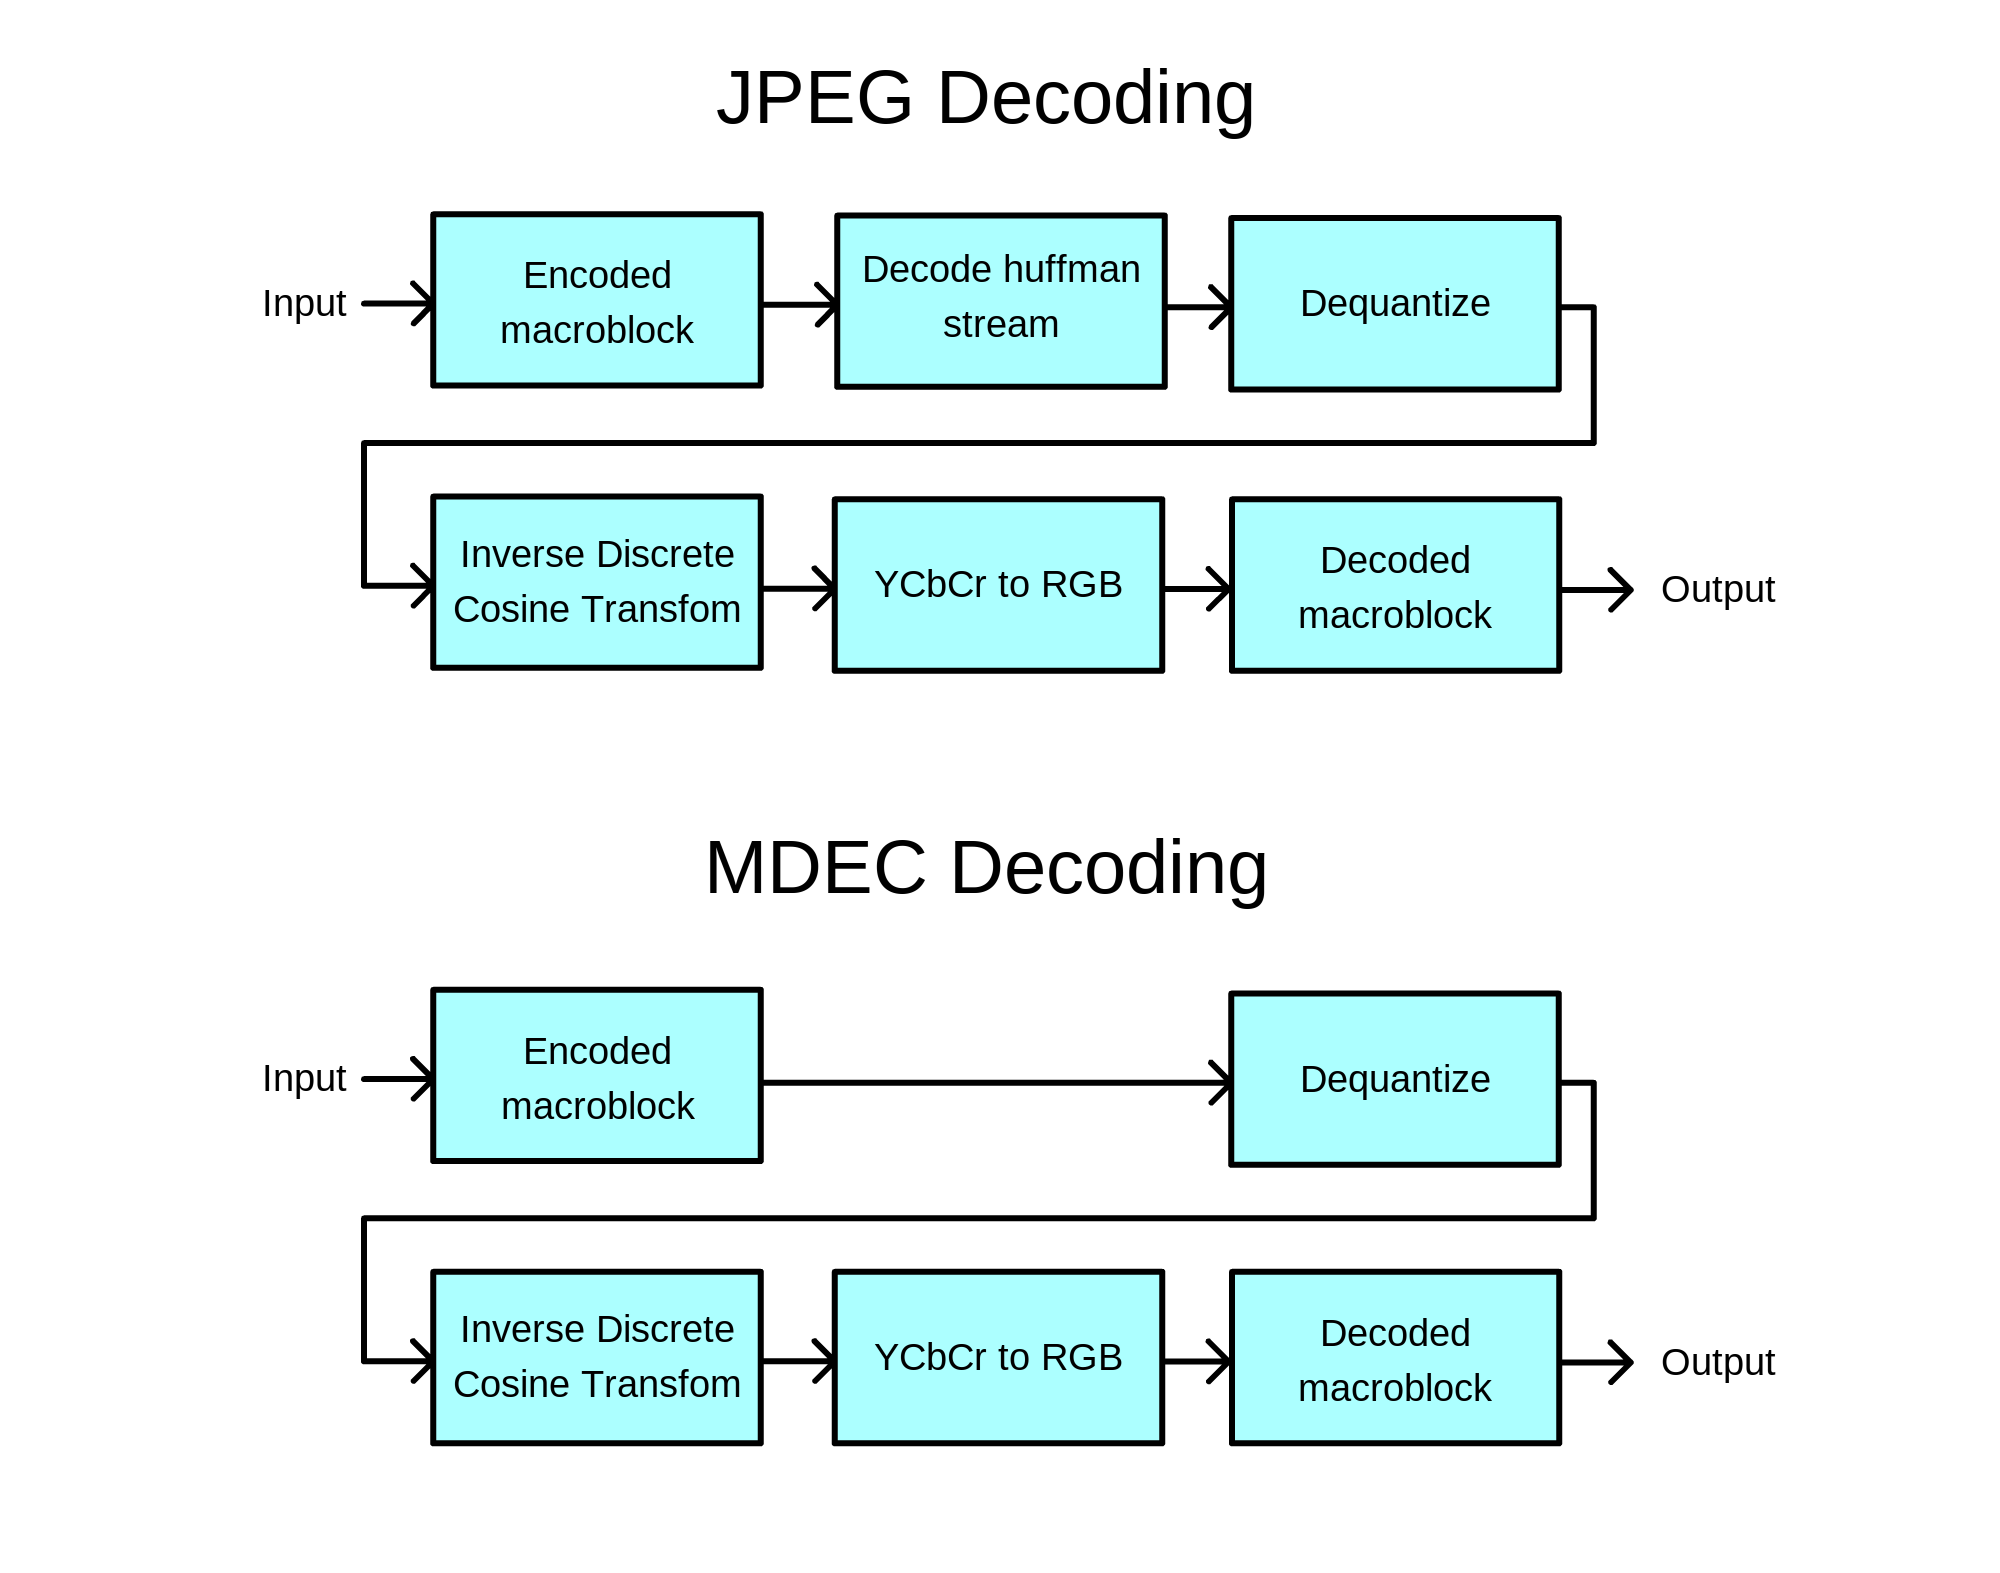 JPEG Decoding
Input
Encoded
macroblock
Decode huffman
stream
Dequantize
Inverse Discrete
Cosine Transfom
YCbCr to RGB
Decoded
macroblock
Output
MDEC Decoding
Input
Encoded
macroblock
Dequantize
Inverse Discrete
Cosine Transfom
YCbCr to RGB
Decoded
macroblock
Output